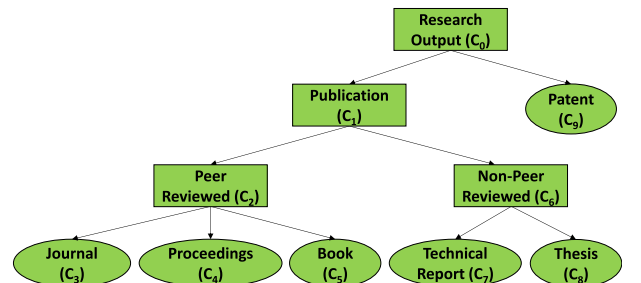 Research
Output (C₀)
Publication
(C₁)
Patent
(C₉)
Peer
Reviewed (C₂)
Non-Peer
Reviewed (C₆)
Journal
(C₃)
Proceedings
(C₄)
Book
(C₅)
Technical
Report (C₇)
Thesis
(C₈)